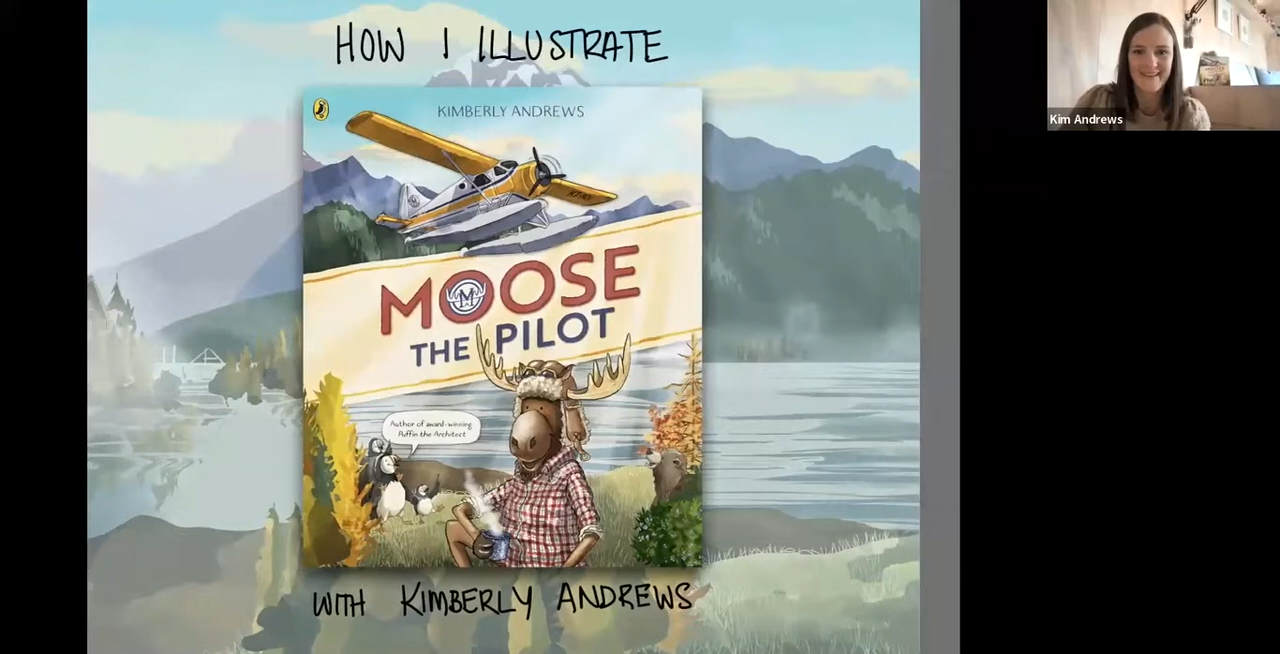 HOW I ILLUSTRATE
KIMBERLY ANDREWS
MOOSE
THE PILOT
Author of award-winning
Puffin the Architect
WITH KIMBERLY ANDREWS
Kim Andrews